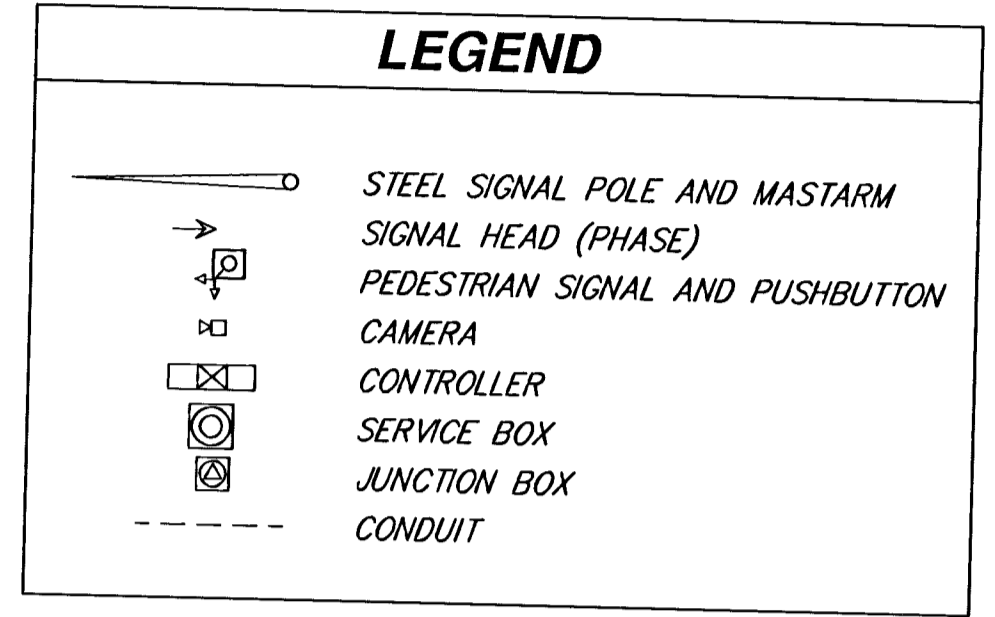 LEGEND
STEEL SIGNAL POLE AND MASTARM
SIGNAL HEAD (PHASE)
PEDESTRIAN SIGNAL AND PUSHBUTTON
CAMERA
CONTROLLER
SERVICE BOX
JUNCTION BOX
CONDUIT